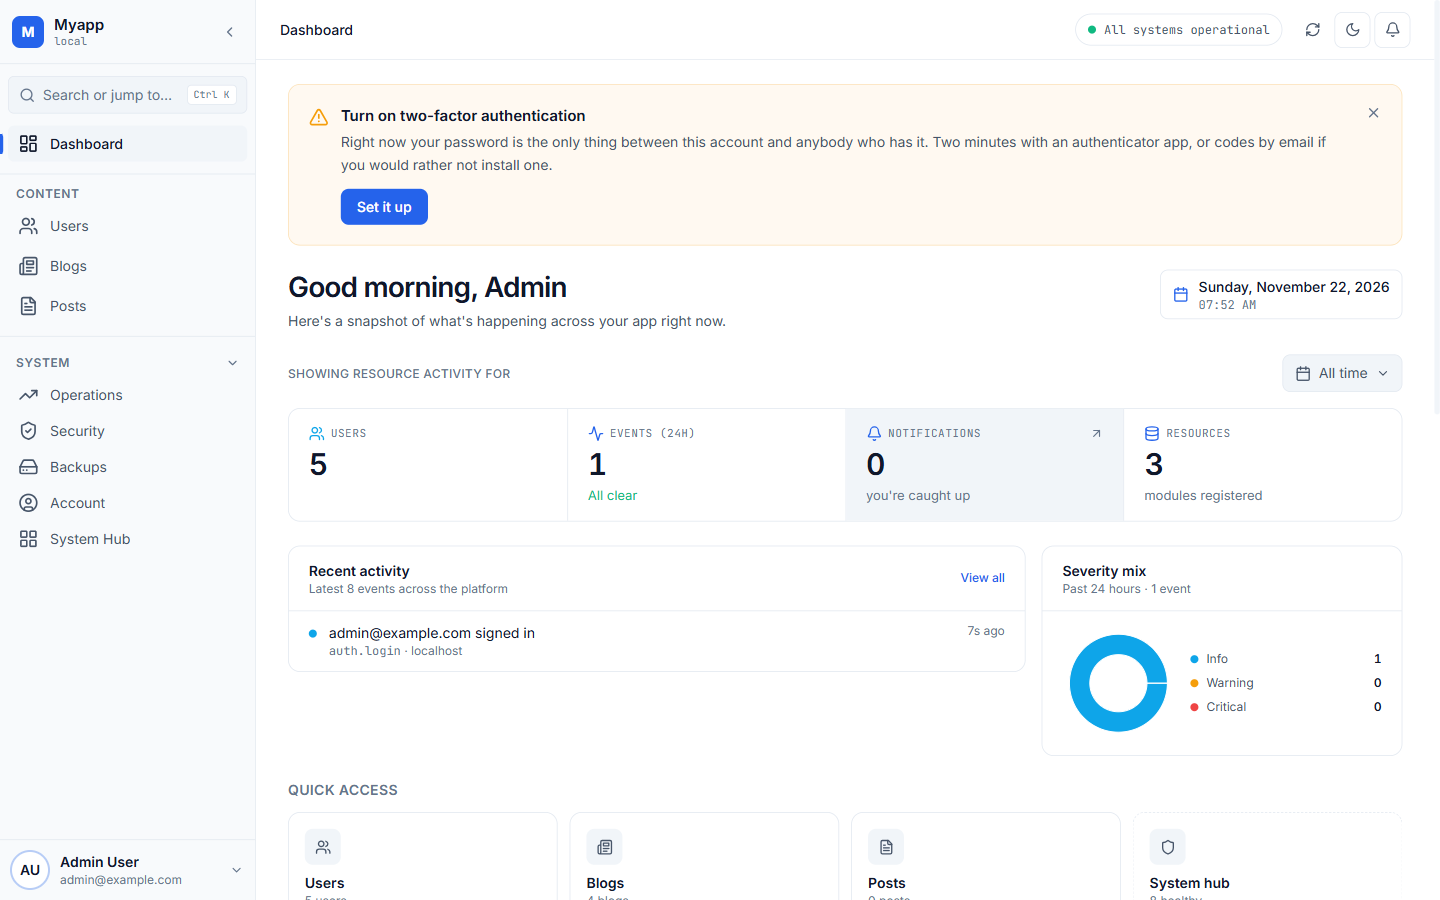 M
Myapp
local
Search or jump to...
Ctrl K
Dashboard
CONTENT
Users
Blogs
Posts
SYSTEM
Operations
Security
Backups
Account
System Hub
AU
Admin User
admin@example.com
Dashboard
All systems operational
Turn on two-factor authentication
Right now your password is the only thing between this account and anybody who has it. Two minutes with an authenticator app, or codes by email if
you would rather not install one.
Set it up
Good morning, Admin
Here's a snapshot of what's happening across your app right now.
Sunday, November 22, 2026
07:52 AM
SHOWING RESOURCE ACTIVITY FOR
All time
USERS
5
EVENTS (24H)
1
All clear
NOTIFICATIONS
0
you're caught up
RESOURCES
3
modules registered
Recent activity
Latest 8 events across the platform
View all
admin@example.com signed in
auth.login · localhost
7s ago
Severity mix
Past 24 hours · 1 event
Info 1
Warning 0
Critical 0
QUICK ACCESS
Users
Blogs
Posts
System hub